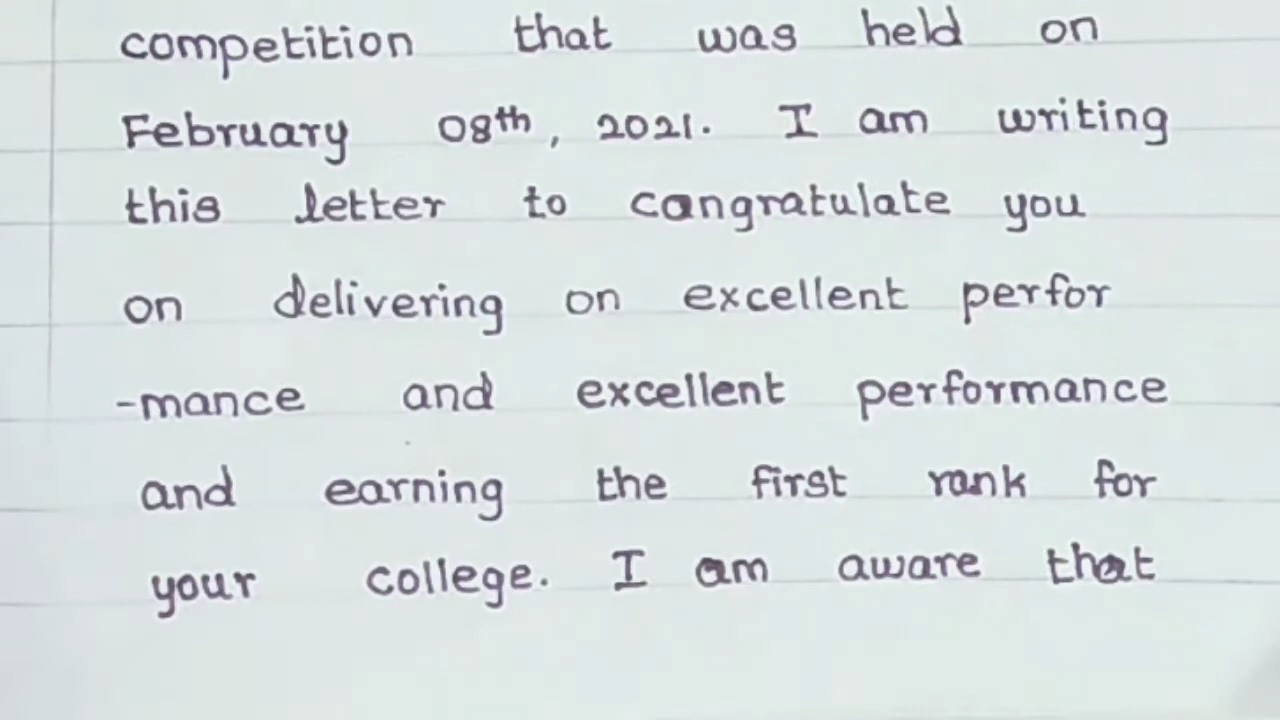 competition that was held on
February 08th, 2021. I am writing
this letter to cangratulate you
on delivering on excellent perfor
-mance and excellent performance
and earning the first rank for
your college. I am aware that